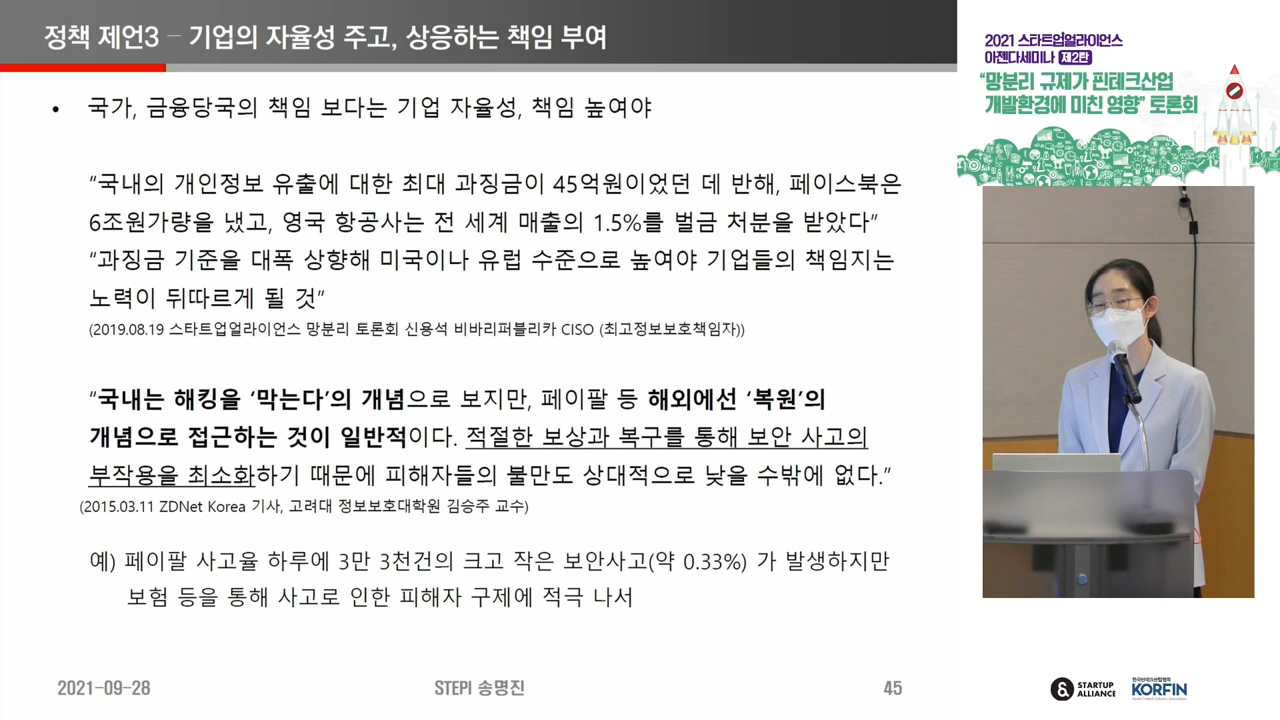 정책 제언3 – 기업의 자율성 주고, 상응하는 책임 부여
• 국가, 금융당국의 책임 보다는 기업 자율성, 책임 높여야
“국내의 개인정보 유출에 대한 최대 과징금이 45억원이었던 데 반해, 페이스북은
6조원가량을 냈고, 영국 항공사는 전 세계 매출의 1.5%를 벌금 처분을 받았다”
“과징금 기준을 대폭 상향해 미국이나 유럽 수준으로 높여야 기업들의 책임지는
노력이 뒤따르게 될 것”
(2019.08.19 스타트업얼라이언스 망분리 토론회 신용석 비바리퍼블리카 CISO (최고정보보호책임자))
“국내는 해킹을 ‘막는다’의 개념으로 보지만, 페이팔 등 해외에선 ‘복원’의
개념으로 접근하는 것이 일반적이다. 적절한 보상과 복구를 통해 보안 사고의
부작용을 최소화하기 때문에 피해자들의 불만도 상대적으로 낮을 수밖에 없다.”
(2015.03.11 ZDNet Korea 기사, 고려대 정보보호대학원 김승주 교수)
예) 페이팔 사고율 하루에 3만 3천건의 크고 작은 보안사고(약 0.33%) 가 발생하지만
보험 등을 통해 사고로 인한 피해자 구제에 적극 나서
2021-09-28
STEPI 송명진
45
2021 스타트업얼라이언스
아젠다세미나 제2탄
“망분리 규제가 핀테크산업
개발환경에 미친 영향” 토론회
& STARTUP
ALLIANCE
한국핀테크산업협회
KORFIN